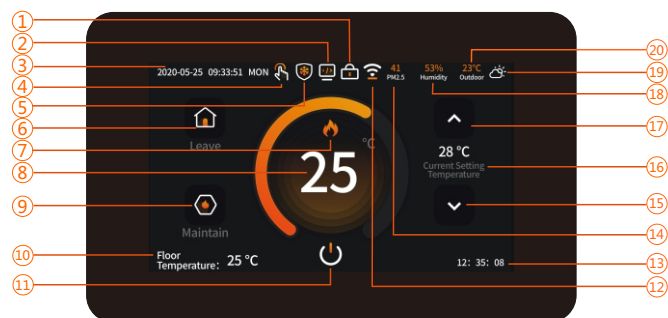 ①
②
③
④
⑤
⑥
⑦
⑧
⑨
⑩
⑪
2020-05-25 09:33:51 MON
</>
41
PM2.5
53%
Humidity
23°C
Outdoor
Leave
°C
25
28 °C
Current Setting
Temperature
Maintain
Floor
Temperature: 25 °C
12: 35: 08
⑳
⑲
⑱
⑰
⑯
⑮
⑭
⑬
⑫